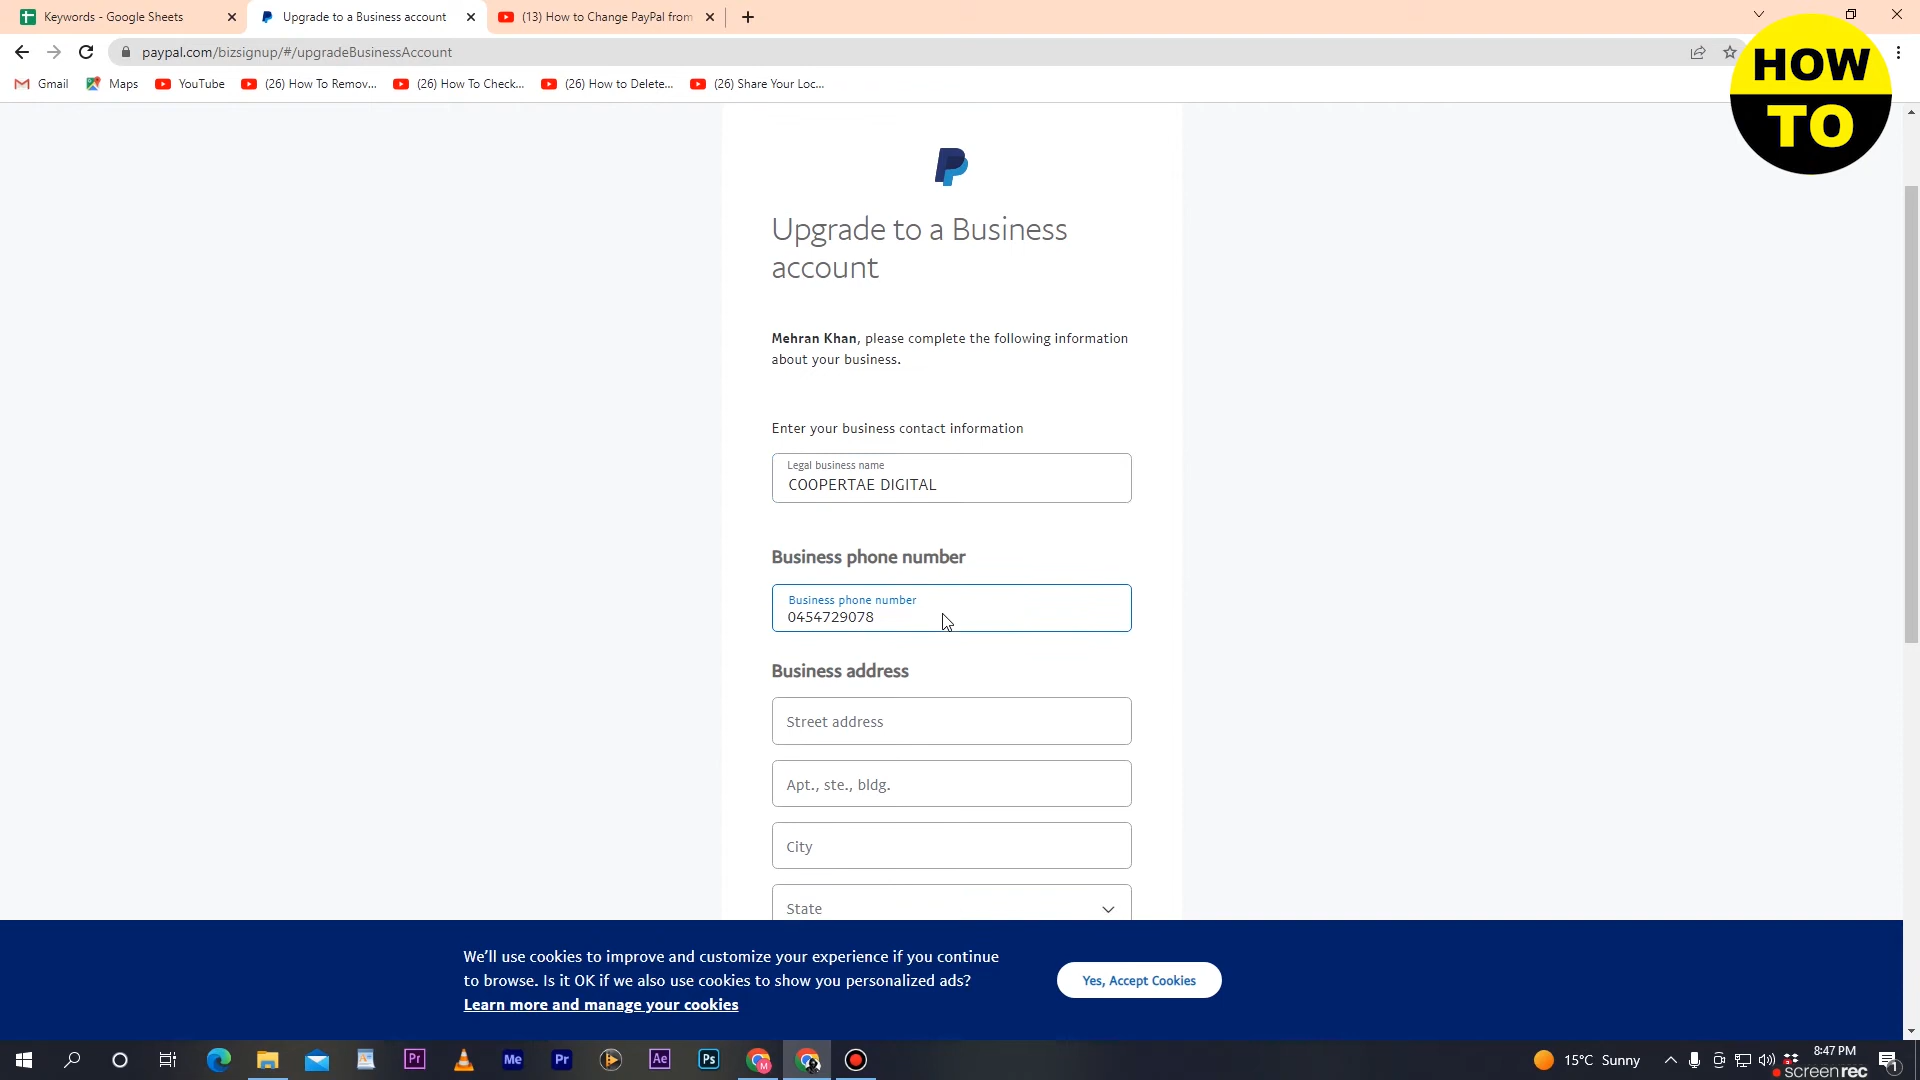 Keywords - Google Sheets
Upgrade to a Business account
(13) How to Change PayPal from
paypal.com/bizsignup/#/upgradeBusinessAccount
Gmail
Maps
YouTube
(26) How To Remov...
(26) How To Check...
(26) How to Delete...
(26) Share Your Loc...
HOW
TO
Upgrade to a Business
account
Mehran Khan, please complete the following information
about your business.
Enter your business contact information
Legal business name
COOPERTAE DIGITAL
Business phone number
Business phone number
0454729078
Business address
Street address
Apt., ste., bldg.
City
State
We'll use cookies to improve and customize your experience if you continue
to browse. Is it OK if we also use cookies to show you personalized ads?
Learn more and manage your cookies
Yes, Accept Cookies
Pr
Me
Pr
Ae
Ps
M
15°C Sunny
8:47 PM
screenrec
1